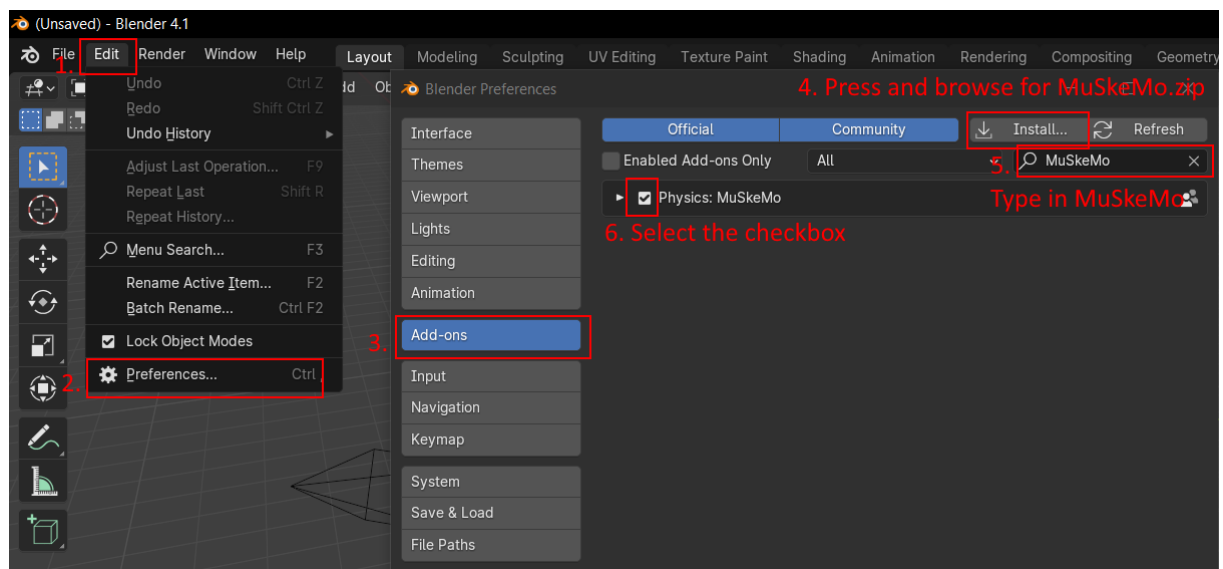 (Unsaved) - Blender 4.1
File Edit Render Window Help Layout Modeling Sculpting UV Editing Texture Paint Shading Animation Rendering Compositing Geometry
1.
Undo Ctrl Z
Redo Shift Ctrl Z
Undo History
Adjust Last Operation... F9
Repeat Last Shift R
Repeat History...
Menu Search... F3
Rename Active Item... F2
Batch Rename... Ctrl F2
Lock Object Modes
2. Preferences... Ctrl ,
dd Ob
Blender Preferences
4. Press and browse for MuSkeMo.zip
Interface
Themes
Viewport
Lights
Editing
Animation
3. Add-ons
Input
Navigation
Keymap
System
Save & Load
File Paths
Official Community Install... Refresh
Enabled Add-ons Only All 5. MuSkeMo
Physics: MuSkeMo
Type in MuSkeMo
6. Select the checkbox